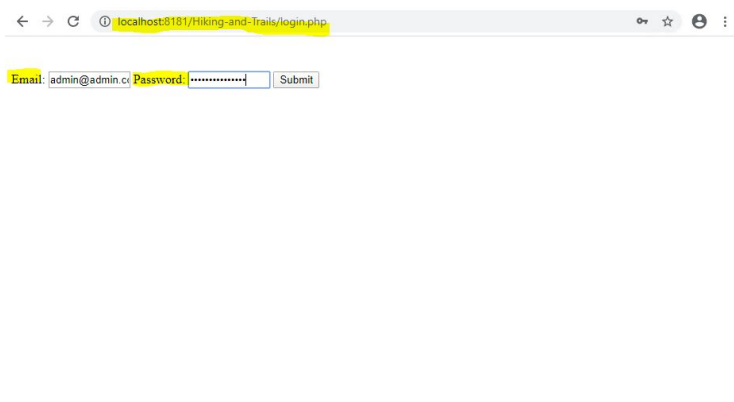 localhost:8181/Hiking-and-Trails/login.php
Email: admin@admin.co Password: ••••••••••••••• Submit